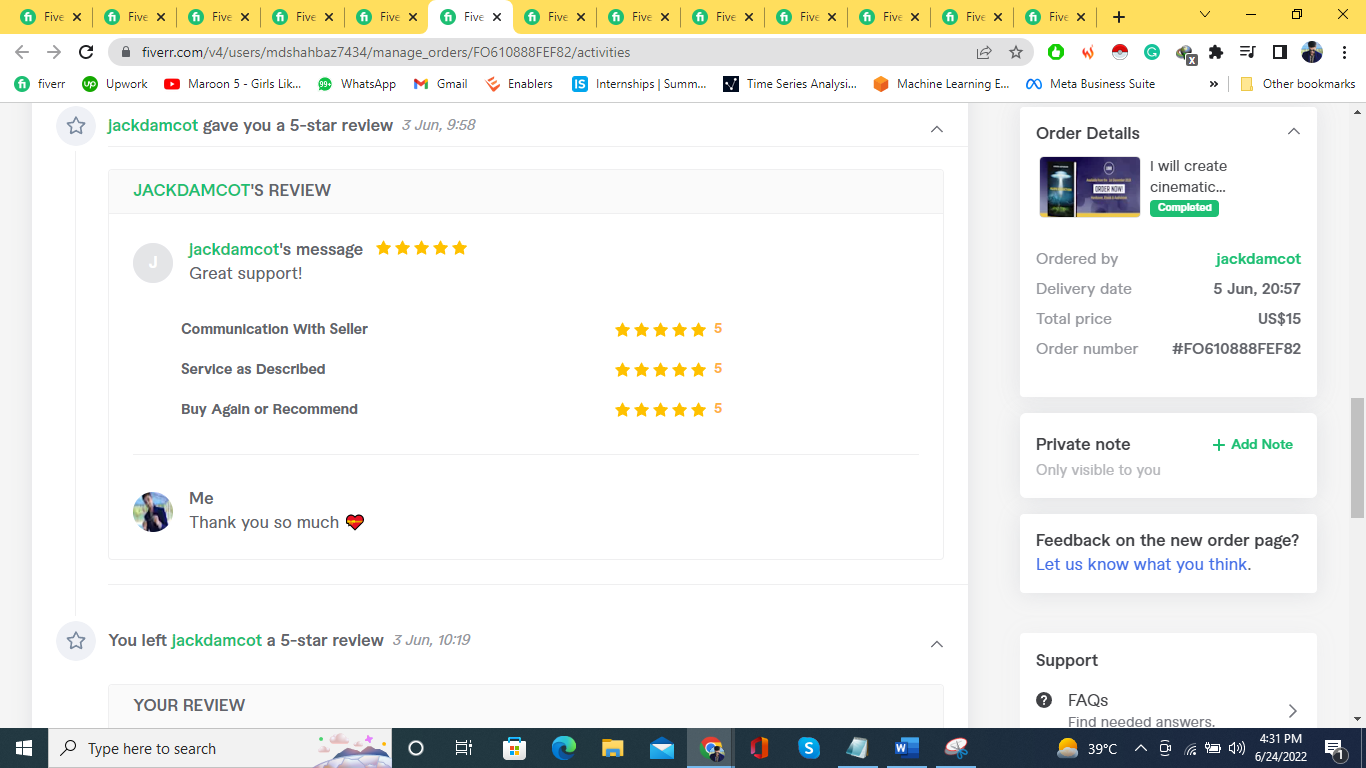 Five
Five
Five
Five
Five
Five
Five
Five
Five
Five
Five
Five
Five
fiverr.com/v4/users/mdshahbaz7434/manage_orders/FO610888FEF82/activities
fiverr
Upwork
Maroon 5 - Girls Lik...
WhatsApp
Gmail
Enablers
Internships | Summ...
Time Series Analysi...
Machine Learning E...
Meta Business Suite
»
Other bookmarks
jackdamcot gave you a 5-star review 3 Jun, 9:58
JACKDAMCOT'S REVIEW
J
jackdamcot's message
Great support!
Communication With Seller 5
Service as Described 5
Buy Again or Recommend 5
Me
Thank you so much
You left jackdamcot a 5-star review 3 Jun, 10:19
YOUR REVIEW
Order Details
ORDER NOW!
I will create
cinematic...
Completed
Ordered by jackdamcot
Delivery date 5 Jun, 20:57
Total price US$15
Order number #FO610888FEF82
Private note + Add Note
Only visible to you
Feedback on the new order page?
Let us know what you think.
Support
FAQs
Find needed answers.
Type here to search
39°C
4:31 PM
6/24/2022
1